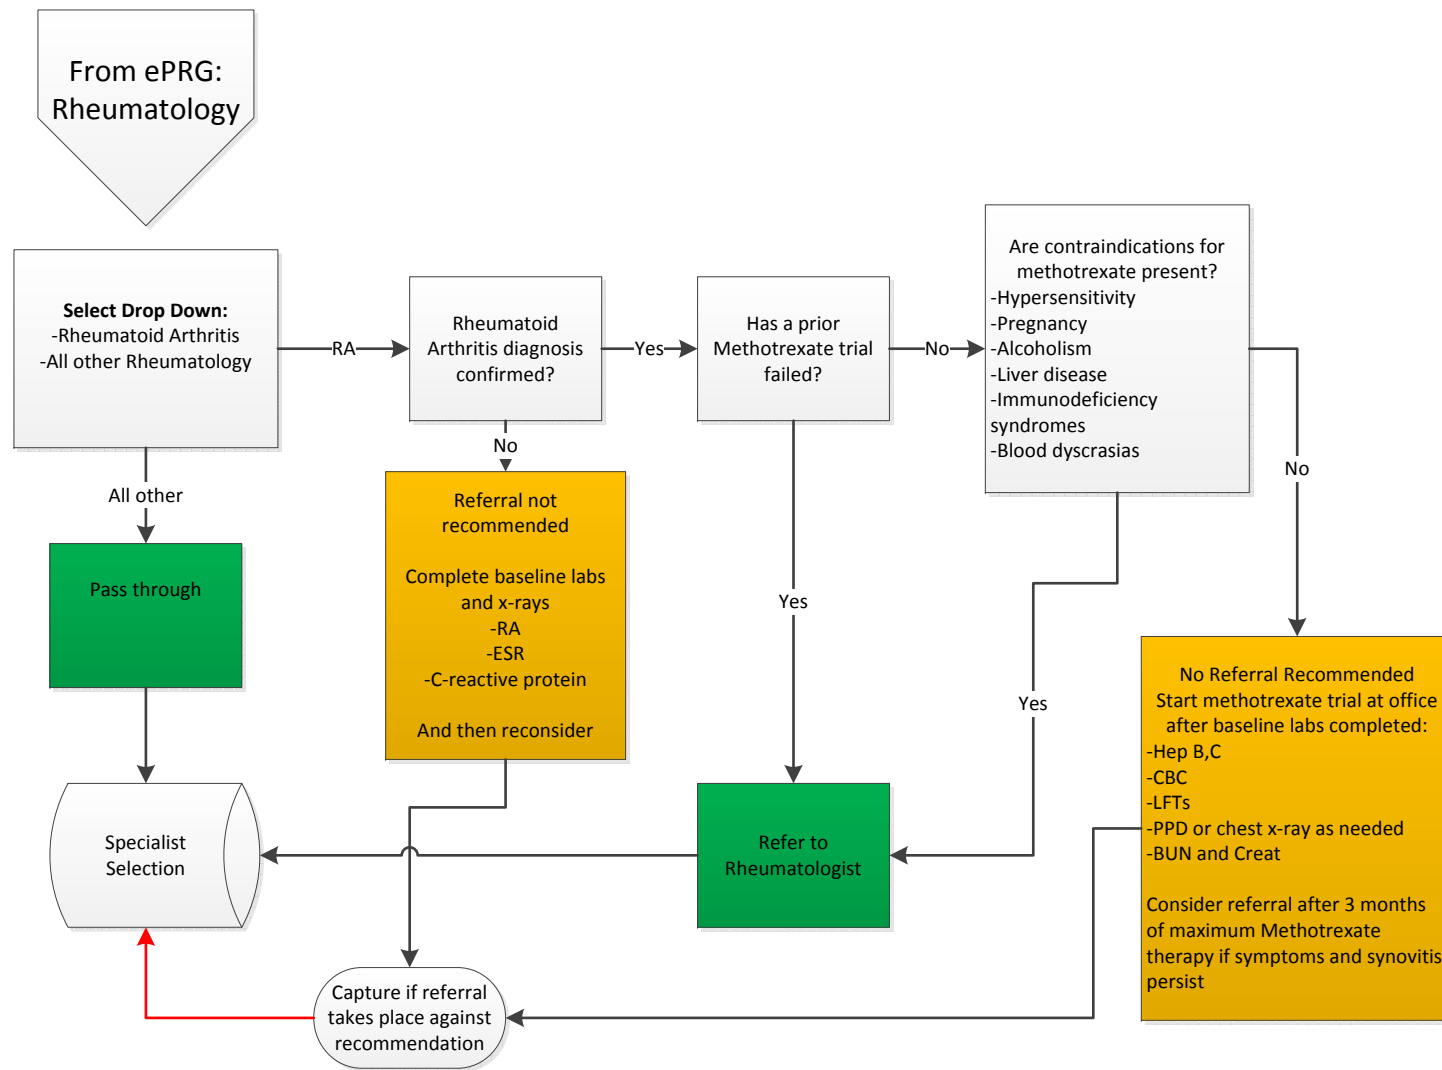 From ePRG:
Rheumatology
Select Drop Down:
-Rheumatoid Arthritis
-All other Rheumatology
RA
Rheumatoid
Arthritis diagnosis
confirmed?
Yes
Has a prior
Methotrexate trial
failed?
No
Are contraindications for
methotrexate present?
-Hypersensitivity
-Pregnancy
-Alcoholism
-Liver disease
-Immunodeficiency
syndromes
-Blood dyscrasias
No
All other
No
Pass through
Referral not
recommended
Complete baseline labs
and x-rays
-RA
-ESR
-C-reactive protein
And then reconsider
Yes
Yes
No Referral Recommended
Start methotrexate trial at office
after baseline labs completed:
-Hep B,C
-CBC
-LFTs
-PPD or chest x-ray as needed
-BUN and Creat
Consider referral after 3 months
of maximum Methotrexate
therapy if symptoms and synovitis
persist
Specialist
Selection
Refer to
Rheumatologist
Capture if referral
takes place against
recommendation